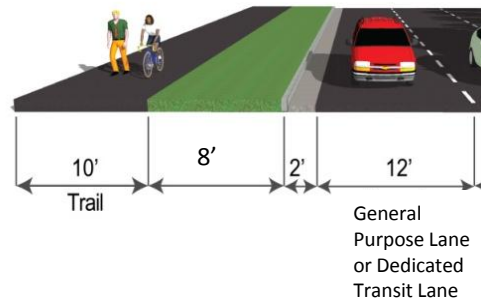 10’ 8’ 2’ 12’
Trail
General
Purpose Lane
or Dedicated
Transit Lane